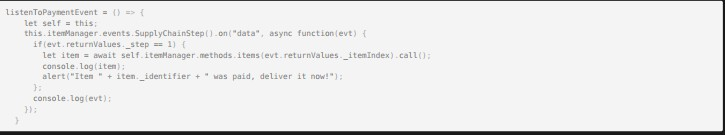 listenToPaymentEvent = () => {
    let self = this;
    this.itemManager.events.SupplyChainStep().on("data", async function(evt) {
      if(evt.returnValues._step == 1) {
        let item = await self.itemManager.methods.items(evt.returnValues._itemIndex).call();
        console.log(item);
        alert("Item " + item._identifier + " was paid, deliver it now!");
      };
      console.log(evt);
    });
  }